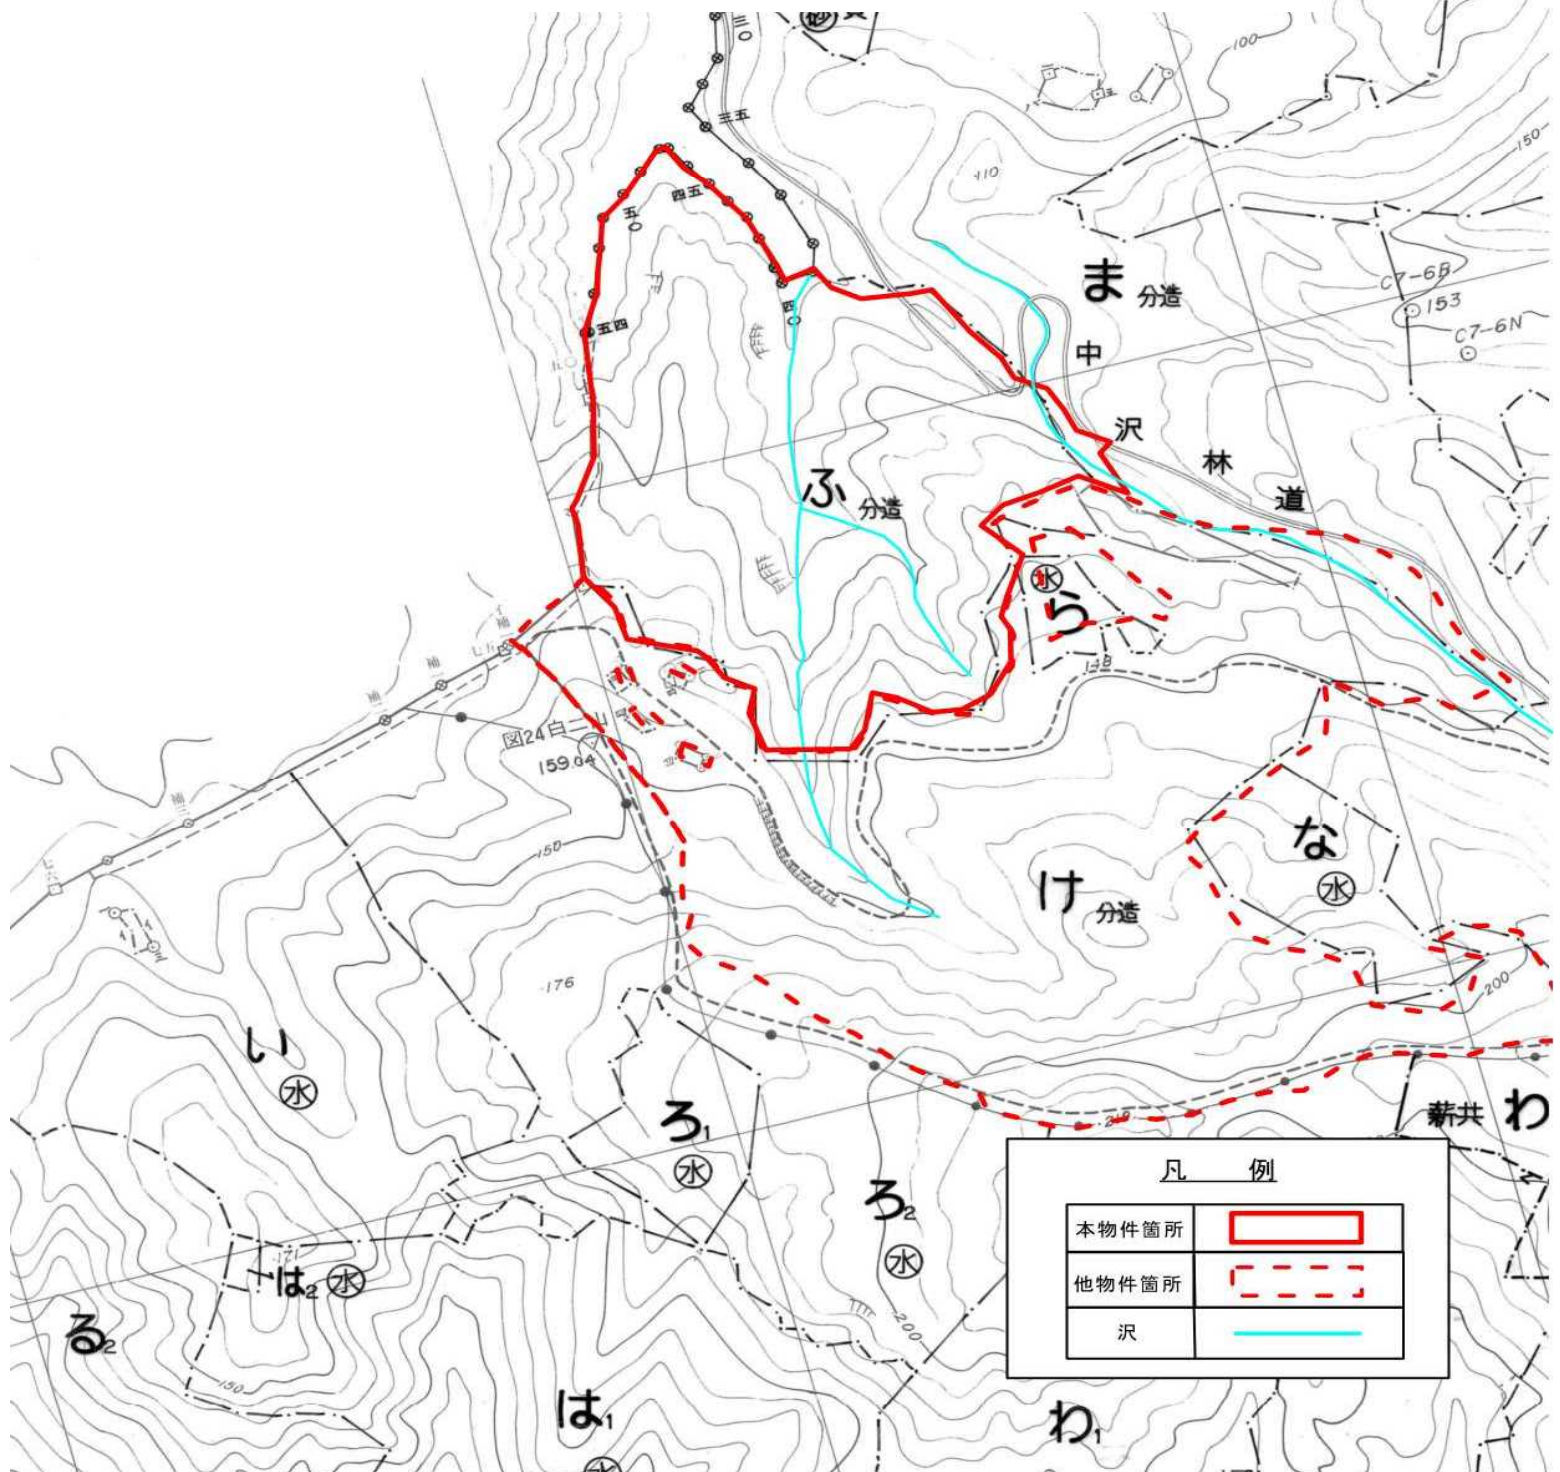 三〇
100
三五
150
110
四五
五〇
ま 分造
C7-6B
153
四〇
C7-6N
五四
中
沢
林
道
ふ 分造
水
ら
148
図24白二山
159.04
150
な
水
け 分造
176
200
い
水
ろ1
水
薪共 わ
ろ2
水
は2 水
る2
200
150
は1
わ1
凡 例
本物件箇所
他物件箇所
沢